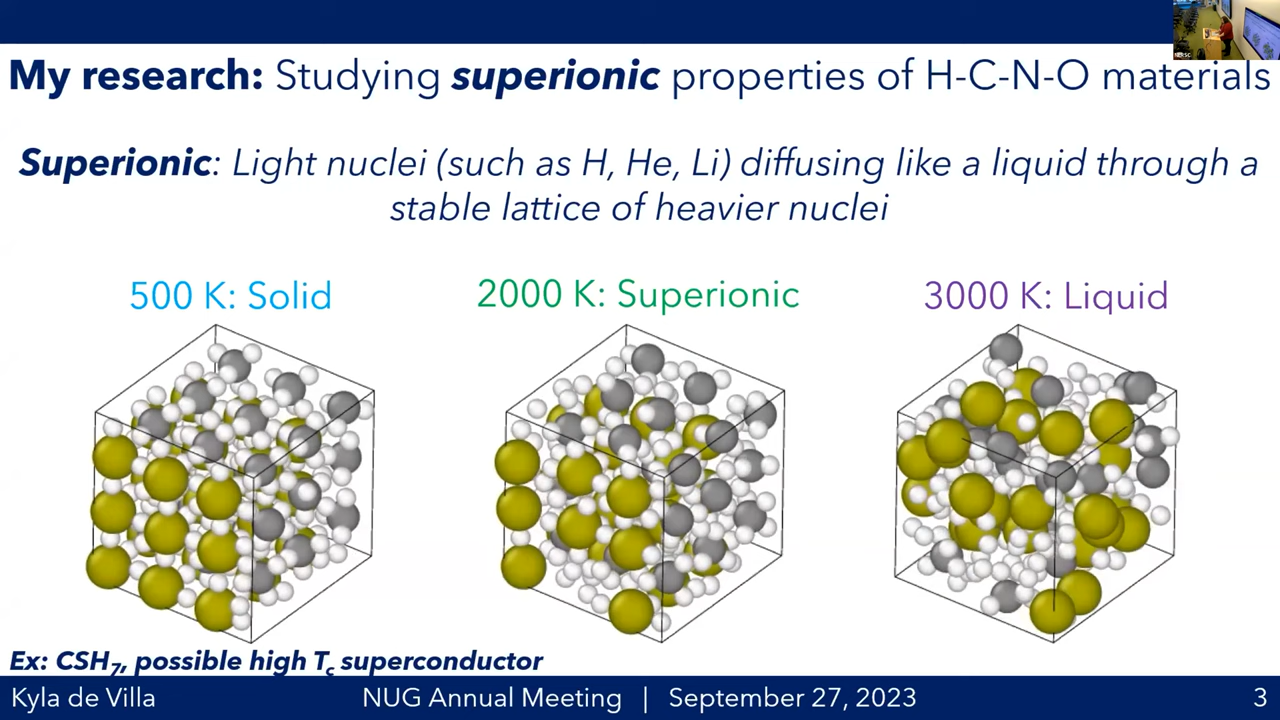 My research: Studying superionic properties of H-C-N-O materials
Superionic: Light nuclei (such as H, He, Li) diffusing like a liquid through a
stable lattice of heavier nuclei
500 K: Solid
2000 K: Superionic
3000 K: Liquid
Ex: CSH₇, possible high T꜀ superconductor
Kyla de Villa
NUG Annual Meeting | September 27, 2023
3